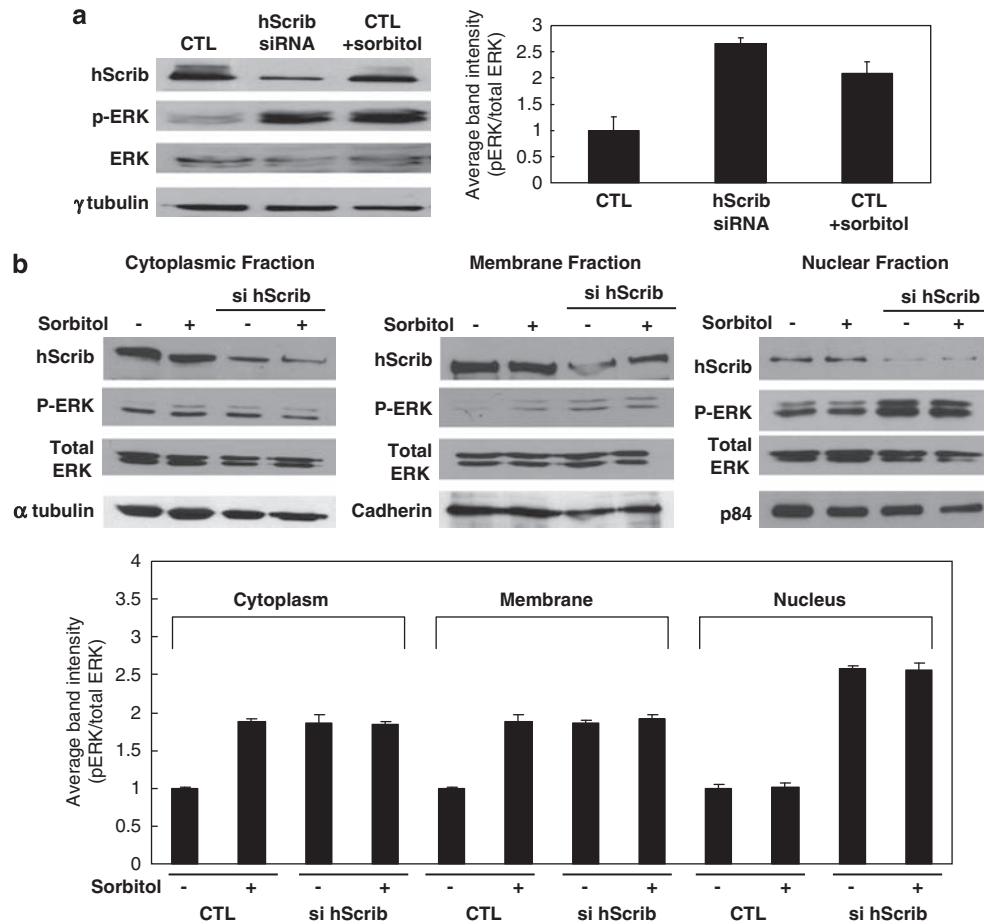 a
CTL
hScrib
siRNA
CTL
+sorbitol
hScrib
p-ERK
ERK
γ tubulin
Average band intensity
(pERK/total ERK)
3
2.5
2
1.5
1
0.5
0
CTL
hScrib
siRNA
CTL
+sorbitol
b
Cytoplasmic Fraction
si hScrib
Sorbitol - + - +
hScrib
P-ERK
Total
ERK
α tubulin
Membrane Fraction
si hScrib
Sorbitol - + - +
hScrib
P-ERK
Total
ERK
Cadherin
Nuclear Fraction
si hScrib
Sorbitol - + - +
hScrib
P-ERK
Total
ERK
p84
Average band intensity
(pERK/total ERK)
4
3.5
3
2.5
2
1.5
1
0.5
0
Cytoplasm
Membrane
Nucleus
Sorbitol - + - + - + - + - + - +
CTL si hScrib CTL si hScrib CTL si hScrib